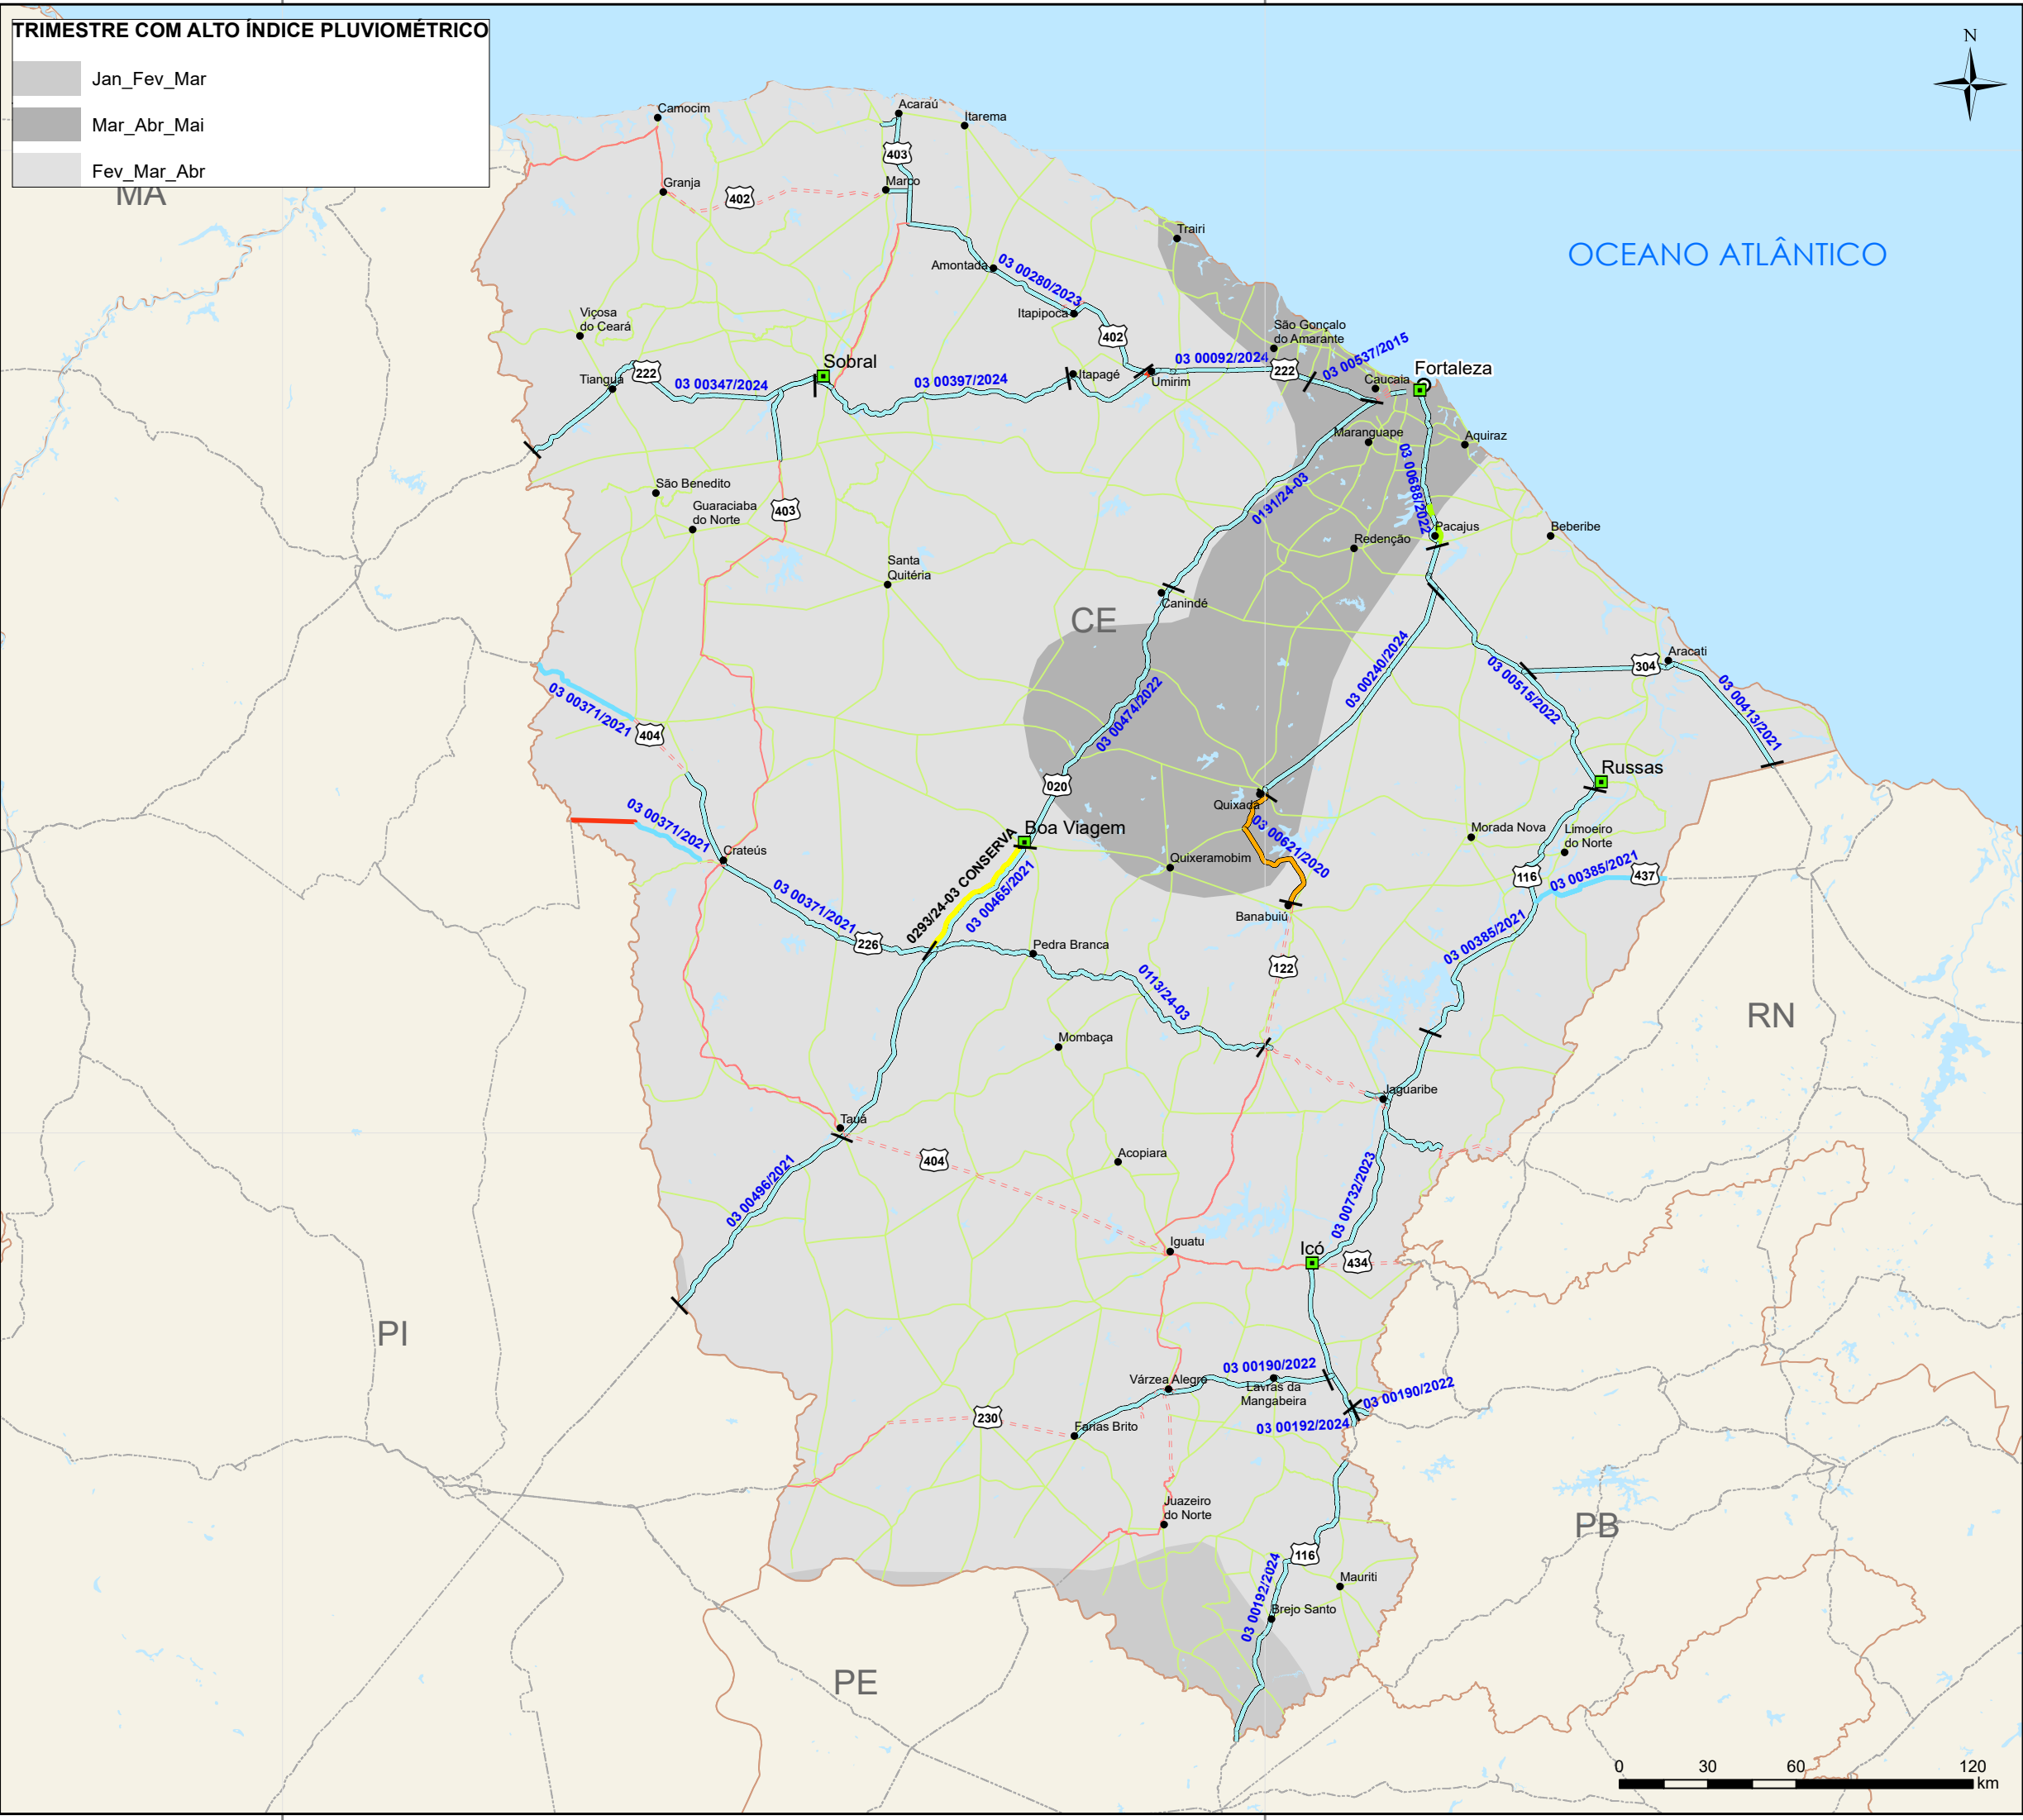 TRIMESTRE COM ALTO ÍNDICE PLUVIOMÉTRICO
Jan_Fev_Mar
Mar_Abr_Mai
Fev_Mar_Abr
N
MA
OCEANO ATLÂNTICO
Camocim
Acaraú
Itarema
403
Granja
402
Marco
Trairi
Amontada
03 00280/2023
Itapipoca
402
Viçosa
do Ceará
São Gonçalo
do Amarante
03 00537/2015
Sobral
222
Tianguá
03 00347/2024
03 00397/2024
Itapagé
Umirim
03 00092/2024
222
Caucaia
Fortaleza
Maranguape
Aquiraz
03 00688/2022
0191/24-03
São Benedito
Guaraciaba
do Norte
403
Pacajus
Beberibe
Redenção
Santa
Quitéria
Canindé
CE
03 00240/2024
304
Aracati
03 00515/2022
03 00413/2021
03 00371/2021
404
03 00474/2022
020
Russas
Quixadá
03 00621/2020
03 00371/2021
Crateús
Boa Viagem
Morada Nova
Limoeiro
do Norte
Quixeramobim
116
03 00385/2021
437
0293/24-03 CONSERVA
03 00465/2021
03 00371/2021
226
Banabuiú
03 00385/2021
Pedra Branca
122
0113/24-03
RN
Mombaça
Jaguaribe
Tauá
404
Acopiara
03 00496/2021
03 00732/2023
Iguatu
Icó
434
PI
03 00190/2022
Várzea Alegre
Lavras da
Mangabeira
03 00190/2022
03 00192/2024
230
Farias Brito
Juazeiro
do Norte
PB
116
03 00192/2024
Mauriti
Brejo Santo
PE
0 30 60 120
km